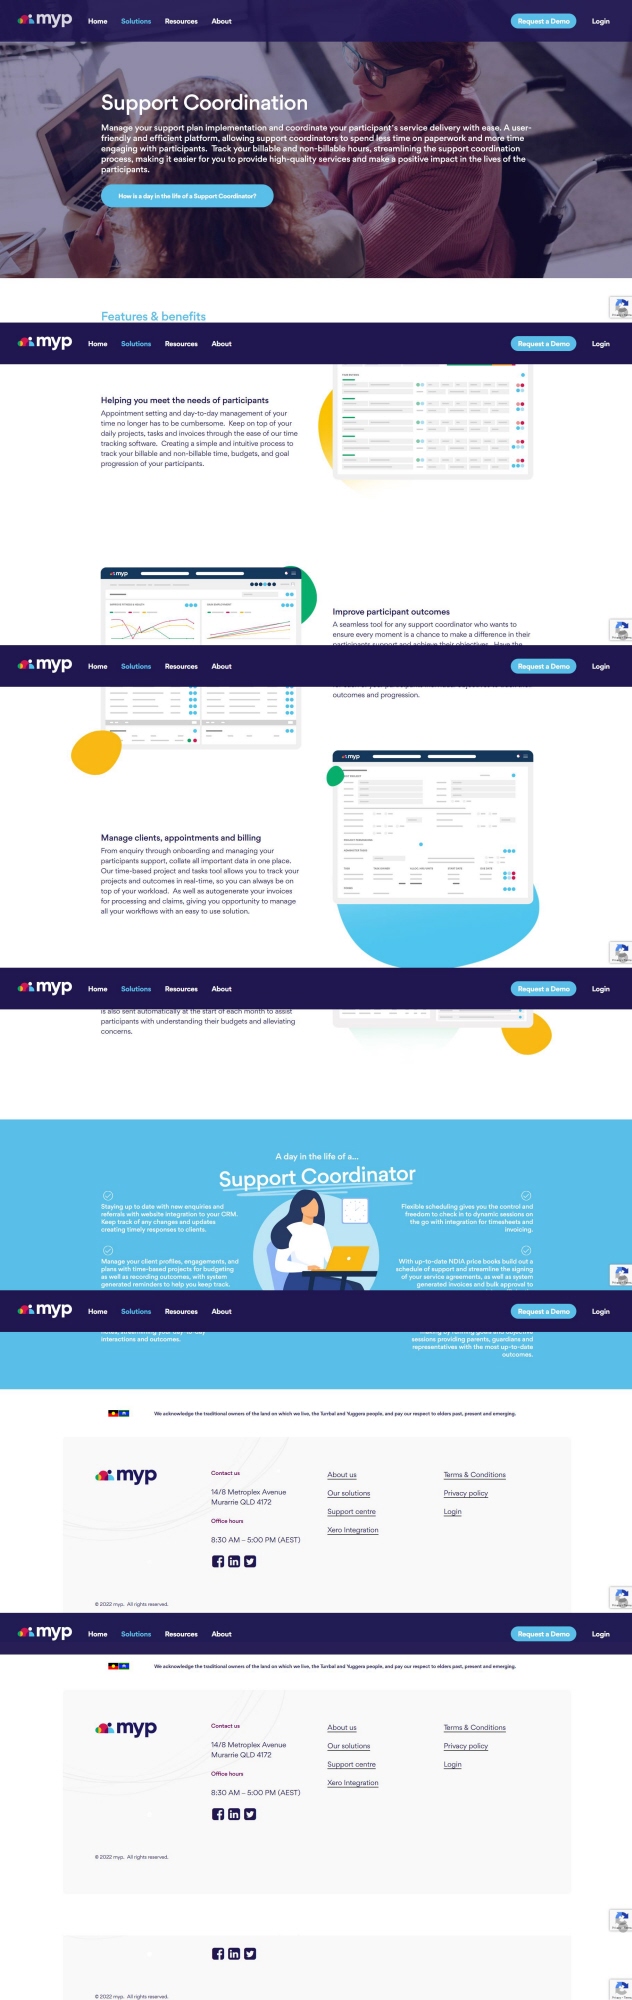 myp Home Solutions Resources About Request a Demo Login
Support Coordination
Manage your support plan implementation and coordinate your participant's service delivery with ease. A user-
friendly and efficient platform, allowing support coordinators to spend less time on paperwork and more time
engaging with participants. Track your billable and non-billable hours, streamlining the support coordination
process, making it easier for you to provide high-quality services and make a positive impact in the lives of the
participants.
How is a day in the life of a Support Coordinator?
Features & benefits
myp Home Solutions Resources About Request a Demo Login
Helping you meet the needs of participants
Appointment setting and day-to-day management of your
time no longer has to be cumbersome. Keep on top of your
daily projects, tasks and invoices through the ease of our time
tracking software. Creating a simple and intuitive process to
track your billable and non-billable time, budgets, and goal
progression of your participants.
myp
Improve participant outcomes
A seamless tool for any support coordinator who wants to
ensure every moment is a chance to make a difference in their
participants support and achieve their objectives. Have the
myp Home Solutions Resources About Request a Demo Login
outcomes and progression.
myp
Manage clients, appointments and billing
From enquiry through onboarding and managing your
participants support, collate all important data in one place.
Our time-based project and tasks tool allows you to track your
projects and outcomes in real-time, so you can always be on
top of your workload. As well as autogenerate your invoices
for processing and claims, giving you opportunity to manage
all your workflows with an easy to use solution.
myp Home Solutions Resources About Request a Demo Login
is also sent automatically at the start of each month to assist
participants with understanding their budgets and alleviating
concerns.
A day in the life of a...
Support Coordinator
Staying up to date with new enquiries and
referrals with website integration to your CRM.
Keep track of any changes and updates
creating timely responses to clients.
Flexible scheduling gives you the control and
freedom to check in to dynamic sessions on
the go with integration for timesheets and
invoicing.
Manage your client profiles, engagements, and
plans with time-based projects for budgeting
as well as recording outcomes, with system
generated reminders to help you keep track.
With up-to-date NDIA price books build out a
schedule of support and streamline the signing
of your service agreements, as well as system
generated invoices and bulk approval to
myp Home Solutions Resources About Request a Demo Login
notes, streamlining your day-to-day
interactions and outcomes.
making by running goals and objective
sessions providing parents, guardians and
representatives with the most up-to-date
outcomes.
We acknowledge the traditional owners of the land on which we live, the Turrbal and Yuggera people, and pay our respect to elders past, present and emerging.
myp
Contact us
14/8 Metroplex Avenue
Murarrie QLD 4172
Office hours
8:30 AM – 5:00 PM (AEST)
About us
Our solutions
Support centre
Xero Integration
Terms & Conditions
Privacy policy
Login
© 2022 myp. All rights reserved.
myp Home Solutions Resources About Request a Demo Login
We acknowledge the traditional owners of the land on which we live, the Turrbal and Yuggera people, and pay our respect to elders past, present and emerging.
myp
Contact us
14/8 Metroplex Avenue
Murarrie QLD 4172
Office hours
8:30 AM – 5:00 PM (AEST)
About us
Our solutions
Support centre
Xero Integration
Terms & Conditions
Privacy policy
Login
© 2022 myp. All rights reserved.
© 2022 myp. All rights reserved.